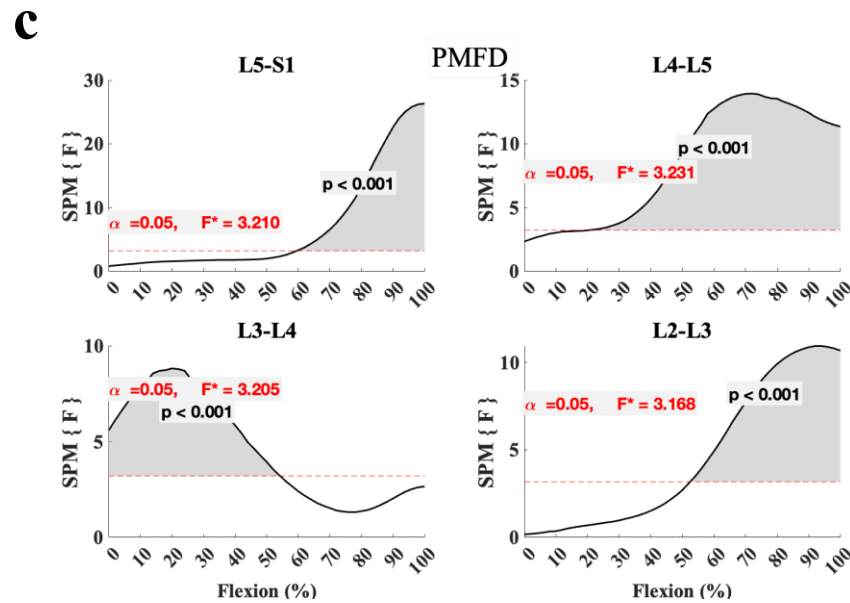 c
PMFD
L5-S1
30
20
10
0
SPM { F }
p < 0.001
α =0.05, F* = 3.210
0 10 20 30 40 50 60 70 80 90 100
L4-L5
15
10
5
0
SPM { F }
p < 0.001
α =0.05, F* = 3.231
0 10 20 30 40 50 60 70 80 90 100
L3-L4
10
5
0
SPM { F }
α =0.05, F* = 3.205
p < 0.001
0 10 20 30 40 50 60 70 80 90 100
Flexion (%)
L2-L3
10
5
0
SPM { F }
p < 0.001
α =0.05, F* = 3.168
0 10 20 30 40 50 60 70 80 90 100
Flexion (%)